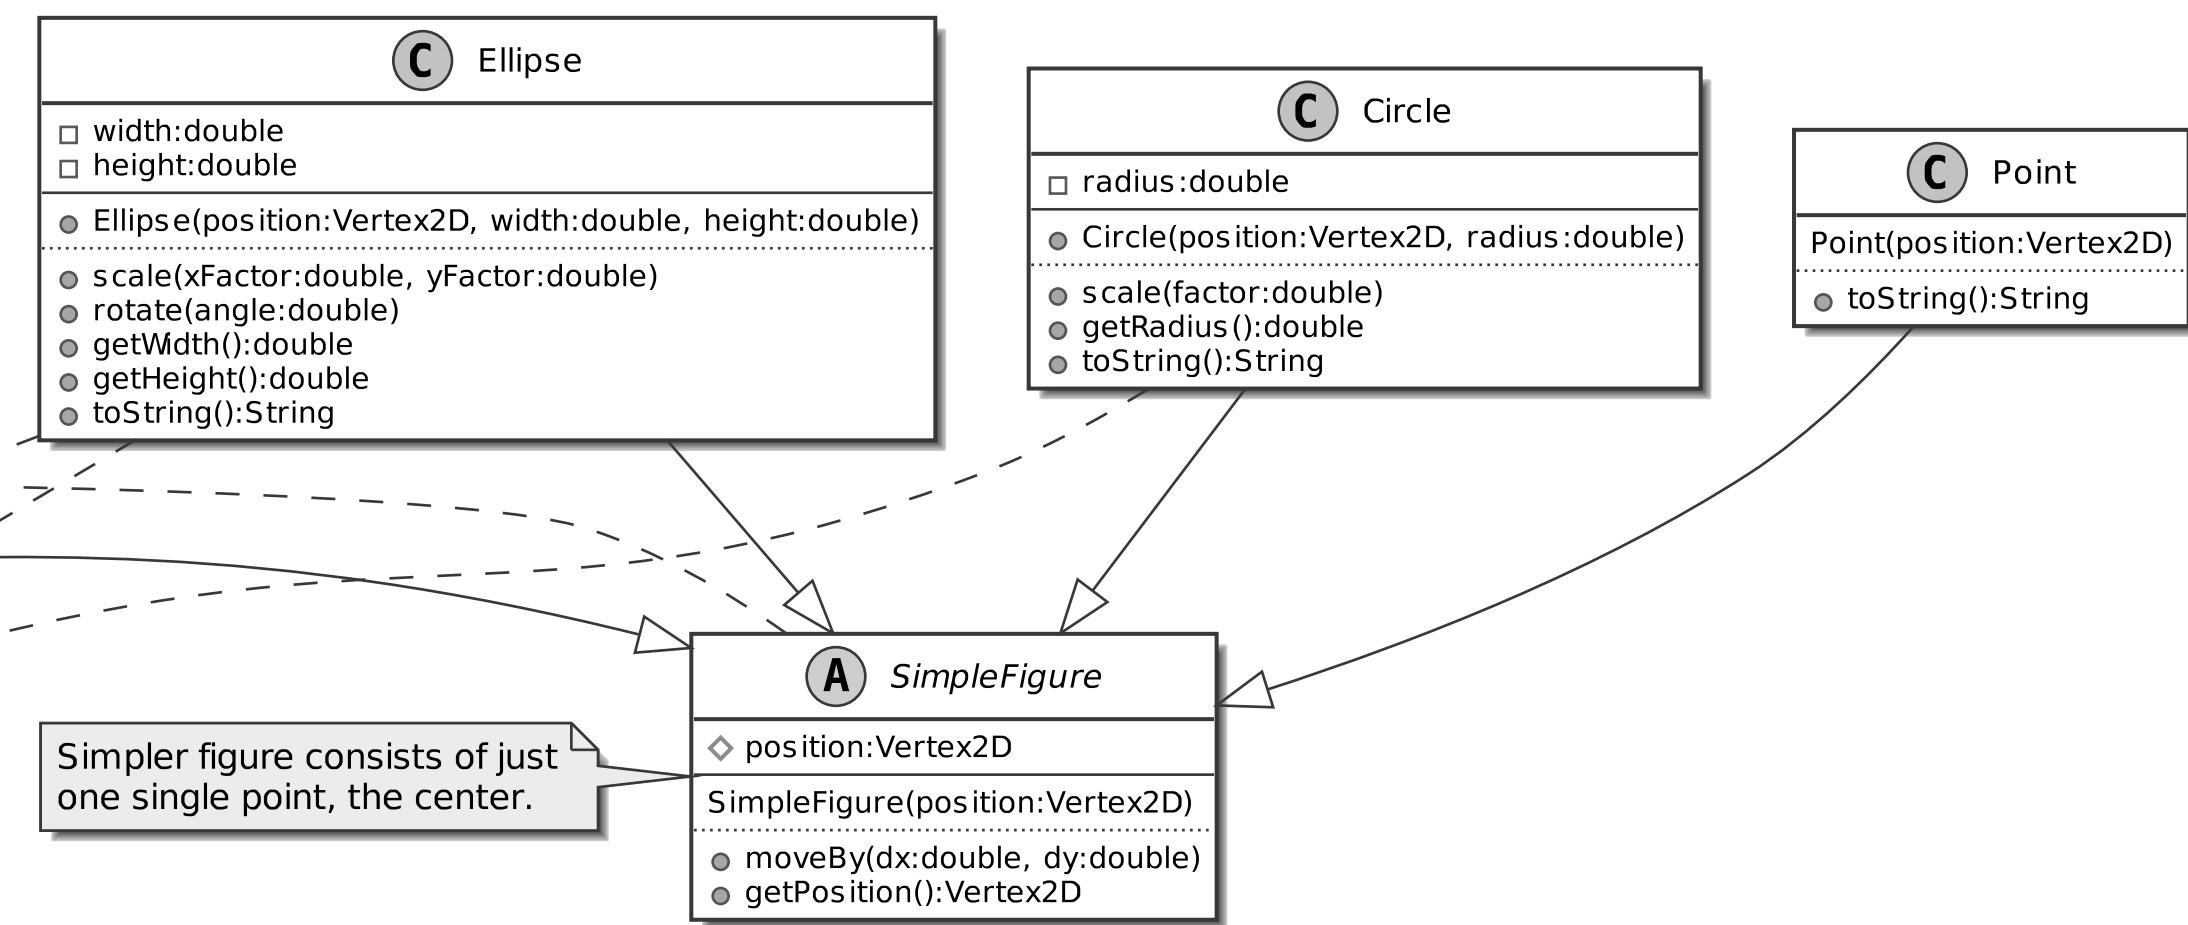 C Ellipse
width:double
height:double
Ellipse(position:Vertex2D, width:double, height:double)
scale(xFactor:double, yFactor:double)
rotate(angle:double)
getWidth():double
getHeight():double
toString():String
C Circle
radius:double
Circle(position:Vertex2D, radius:double)
scale(factor:double)
getRadius():double
toString():String
C Point
Point(position:Vertex2D)
toString():String
A SimpleFigure
position:Vertex2D
SimpleFigure(position:Vertex2D)
moveBy(dx:double, dy:double)
getPosition():Vertex2D
Simpler figure consists of just
one single point, the center.